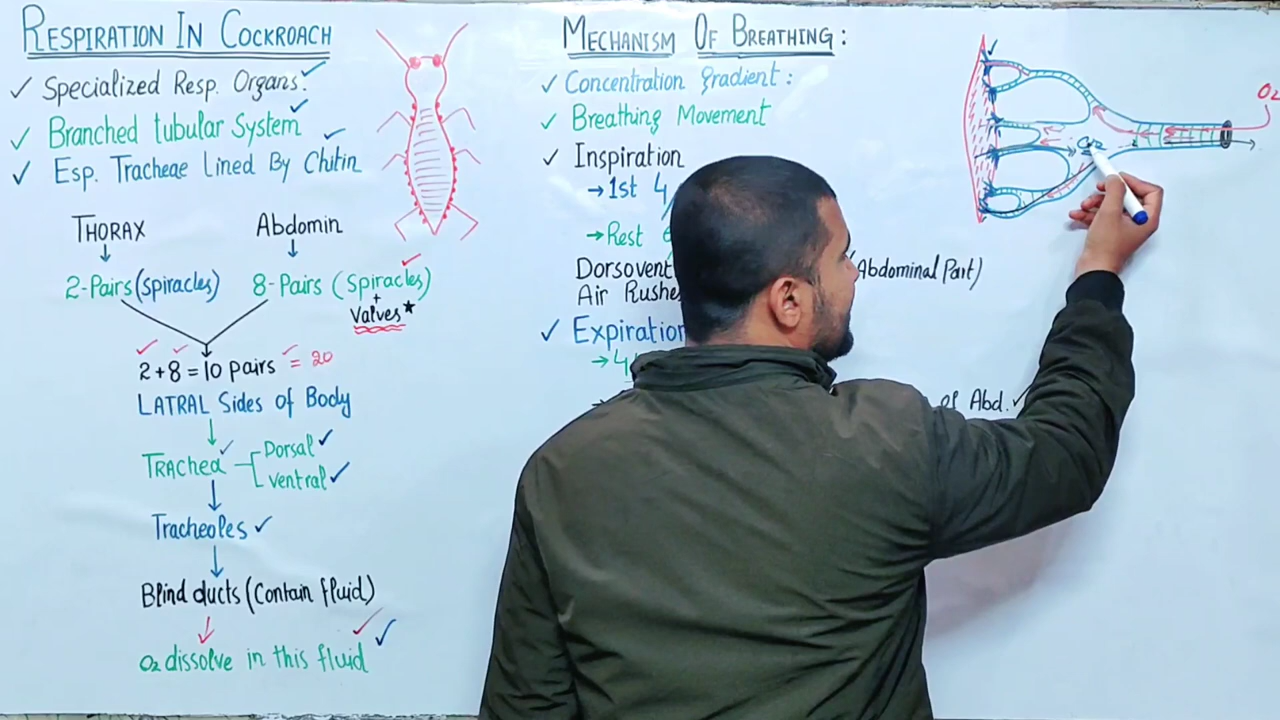 RESPIRATION IN COCKROACH
✓ Specialized Resp. Organs.
✓ Branched tubular System
✓ Esp. Tracheae Lined By Chitin
THORAX
Abdomin
2-Pairs (spiracles)
8-Pairs (Spiracles)
+
Valves*
2+8=10 pairs = 20
LATRAL Sides of Body
TRAchea
Dorsal
Ventral
Tracheoles
Blind ducts (Contain fluid)
O2 dissolve in this fluid
MECHANISM OF BREATHING:
✓ Concentration gradient:
✓ Breathing Movement
✓ Inspiration
→ 1st 4
→ Rest
(Abdominal Part)
Air Rushes
✓ Expiration
→ 4
of Abd.
O2